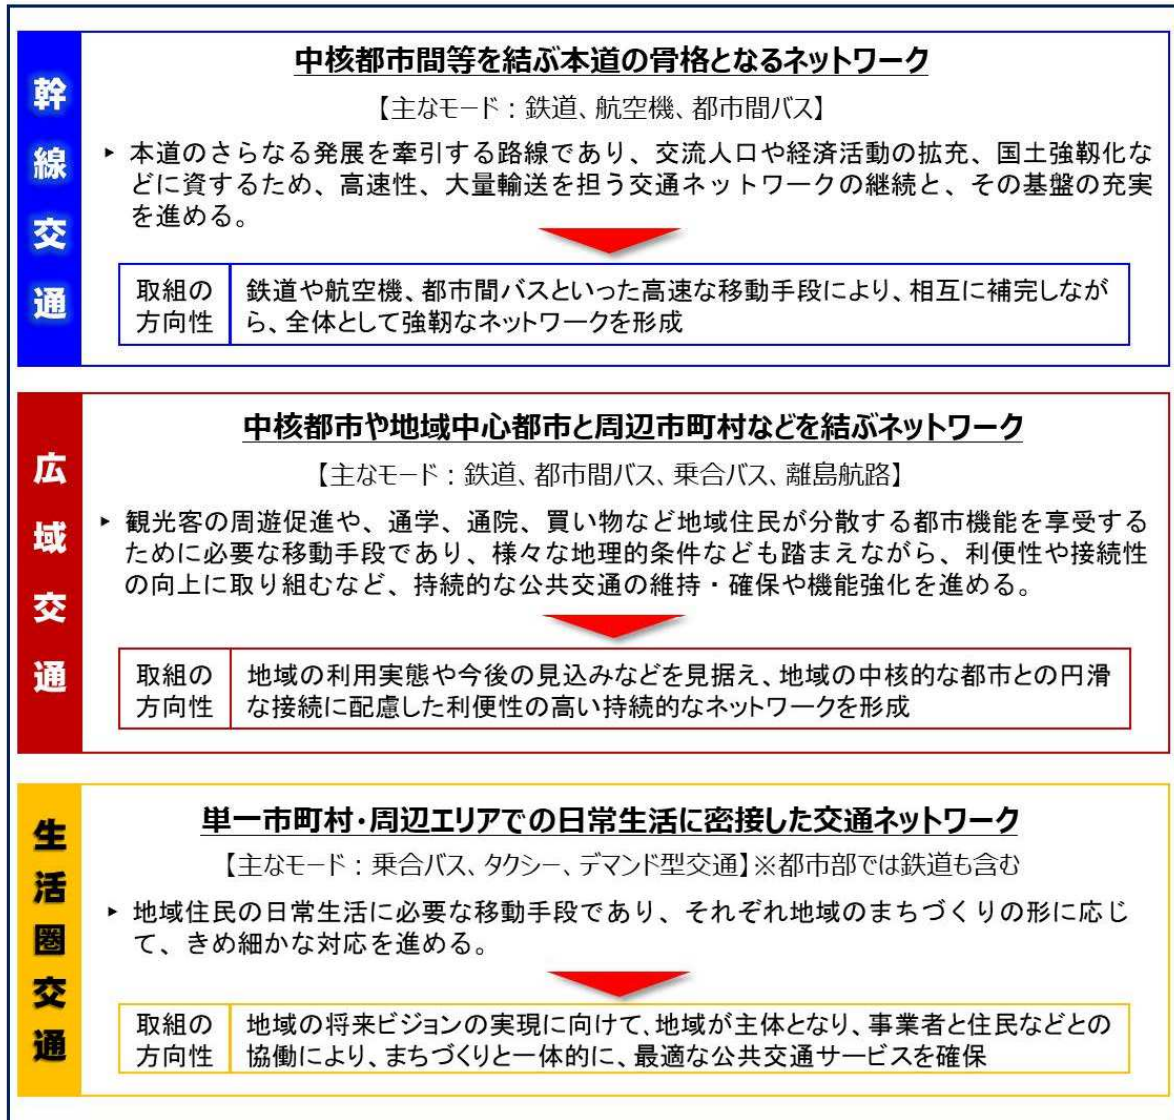 幹線交通
中核都市間等を結ぶ本道の骨格となるネットワーク
【主なモード：鉄道、航空機、都市間バス】
▸ 本道のさらなる発展を牽引する路線であり、交流人口や経済活動の拡充、国土強靱化な
どに資するため、高速性、大量輸送を担う交通ネットワークの継続と、その基盤の充実
を進める。
取組の
方向性
鉄道や航空機、都市間バスといった高速な移動手段により、相互に補完しなが
ら、全体として強靭なネットワークを形成
広域交通
中核都市や地域中心都市と周辺市町村などを結ぶネットワーク
【主なモード：鉄道、都市間バス、乗合バス、離島航路】
▸ 観光客の周遊促進や、通学、通院、買い物など地域住民が分散する都市機能を享受する
ために必要な移動手段であり、様々な地理的条件なども踏まえながら、利便性や接続性
の向上に取り組むなど、持続的な公共交通の維持・確保や機能強化を進める。
取組の
方向性
地域の利用実態や今後の見込みなどを見据え、地域の中核的な都市との円滑
な接続に配慮した利便性の高い持続的なネットワークを形成
生活圏交通
単一市町村・周辺エリアでの日常生活に密接した交通ネットワーク
【主なモード：乗合バス、タクシー、デマンド型交通】※都市部では鉄道も含む
▸ 地域住民の日常生活に必要な移動手段であり、それぞれ地域のまちづくりの形に応じ
て、きめ細かな対応を進める。
取組の
方向性
地域の将来ビジョンの実現に向けて、地域が主体となり、事業者と住民などとの
協働により、まちづくりと一体的に、最適な公共交通サービスを確保